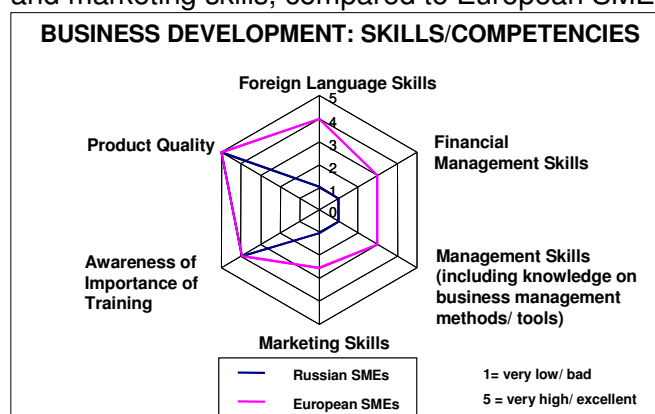 and marketing skills, compared to European SME
BUSINESS DEVELOPMENT: SKILLS/COMPETENCIES
Foreign Language Skills
5
4
3
2
1
0
Financial
Management Skills
Management Skills
(including knowledge on
business management
methods/ tools)
Marketing Skills
Awareness of
Importance of
Training
Product Quality
Russian SMEs
European SMEs
1= very low/ bad
5 = very high/ excellent